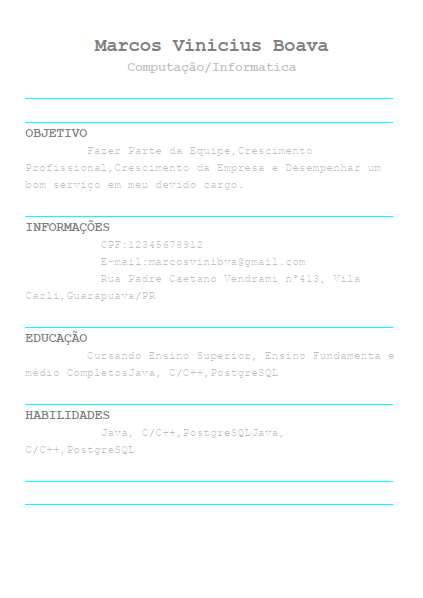 Marcos Vinicius Boava
Computação/Informatica
OBJETIVO
Fazer Parte da Equipe,Crescimento
Profissional,Crescimento da Empresa e Desempenhar um
bom serviço em meu devido cargo.
INFORMAÇÕES
CPF:12345678912
E-mail:marcosvinibva@gmail.com
Rua Padre Caetano Vendrami n°413, Vila
Carli,Guarapuava/PR
EDUCAÇÃO
Cursando Ensino Superior, Ensino Fundamenta e
médio CompletosJava, C/C++,PostgreSQL
HABILIDADES
Java, C/C++,PostgreSQLJava,
C/C++,PostgreSQL